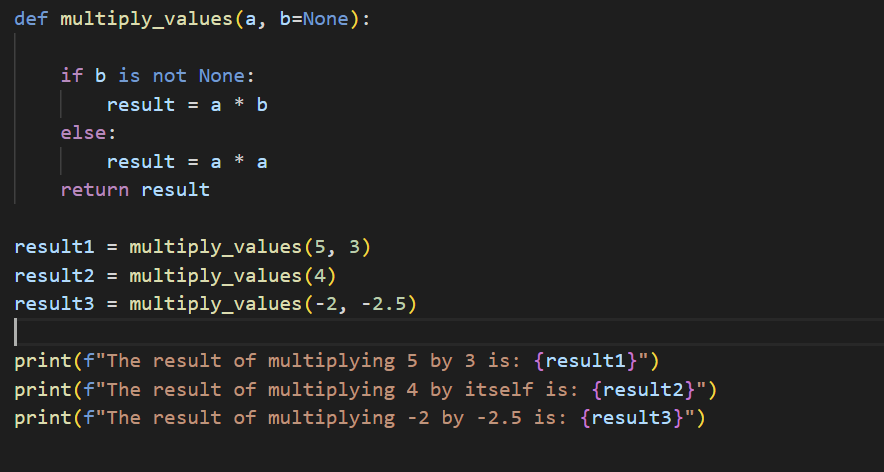 def multiply_values(a, b=None):
    if b is not None:
        result = a * b
    else:
        result = a * a
    return result
result1 = multiply_values(5, 3)
result2 = multiply_values(4)
result3 = multiply_values(-2, -2.5)
print(f"The result of multiplying 5 by 3 is: {result1}")
print(f"The result of multiplying 4 by itself is: {result2}")
print(f"The result of multiplying -2 by -2.5 is: {result3}")